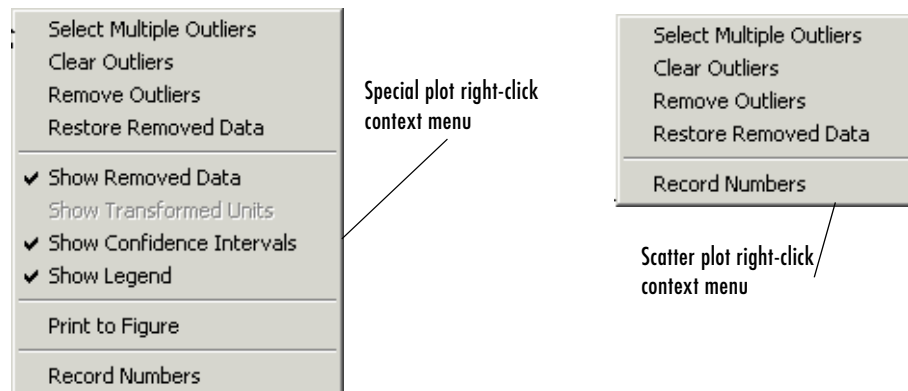 Select Multiple Outliers
Clear Outliers
Remove Outliers
Restore Removed Data
Show Removed Data
Show Transformed Units
Show Confidence Intervals
Show Legend
Print to Figure
Record Numbers
Special plot right-click
context menu
Select Multiple Outliers
Clear Outliers
Remove Outliers
Restore Removed Data
Record Numbers
Scatter plot right-click
context menu